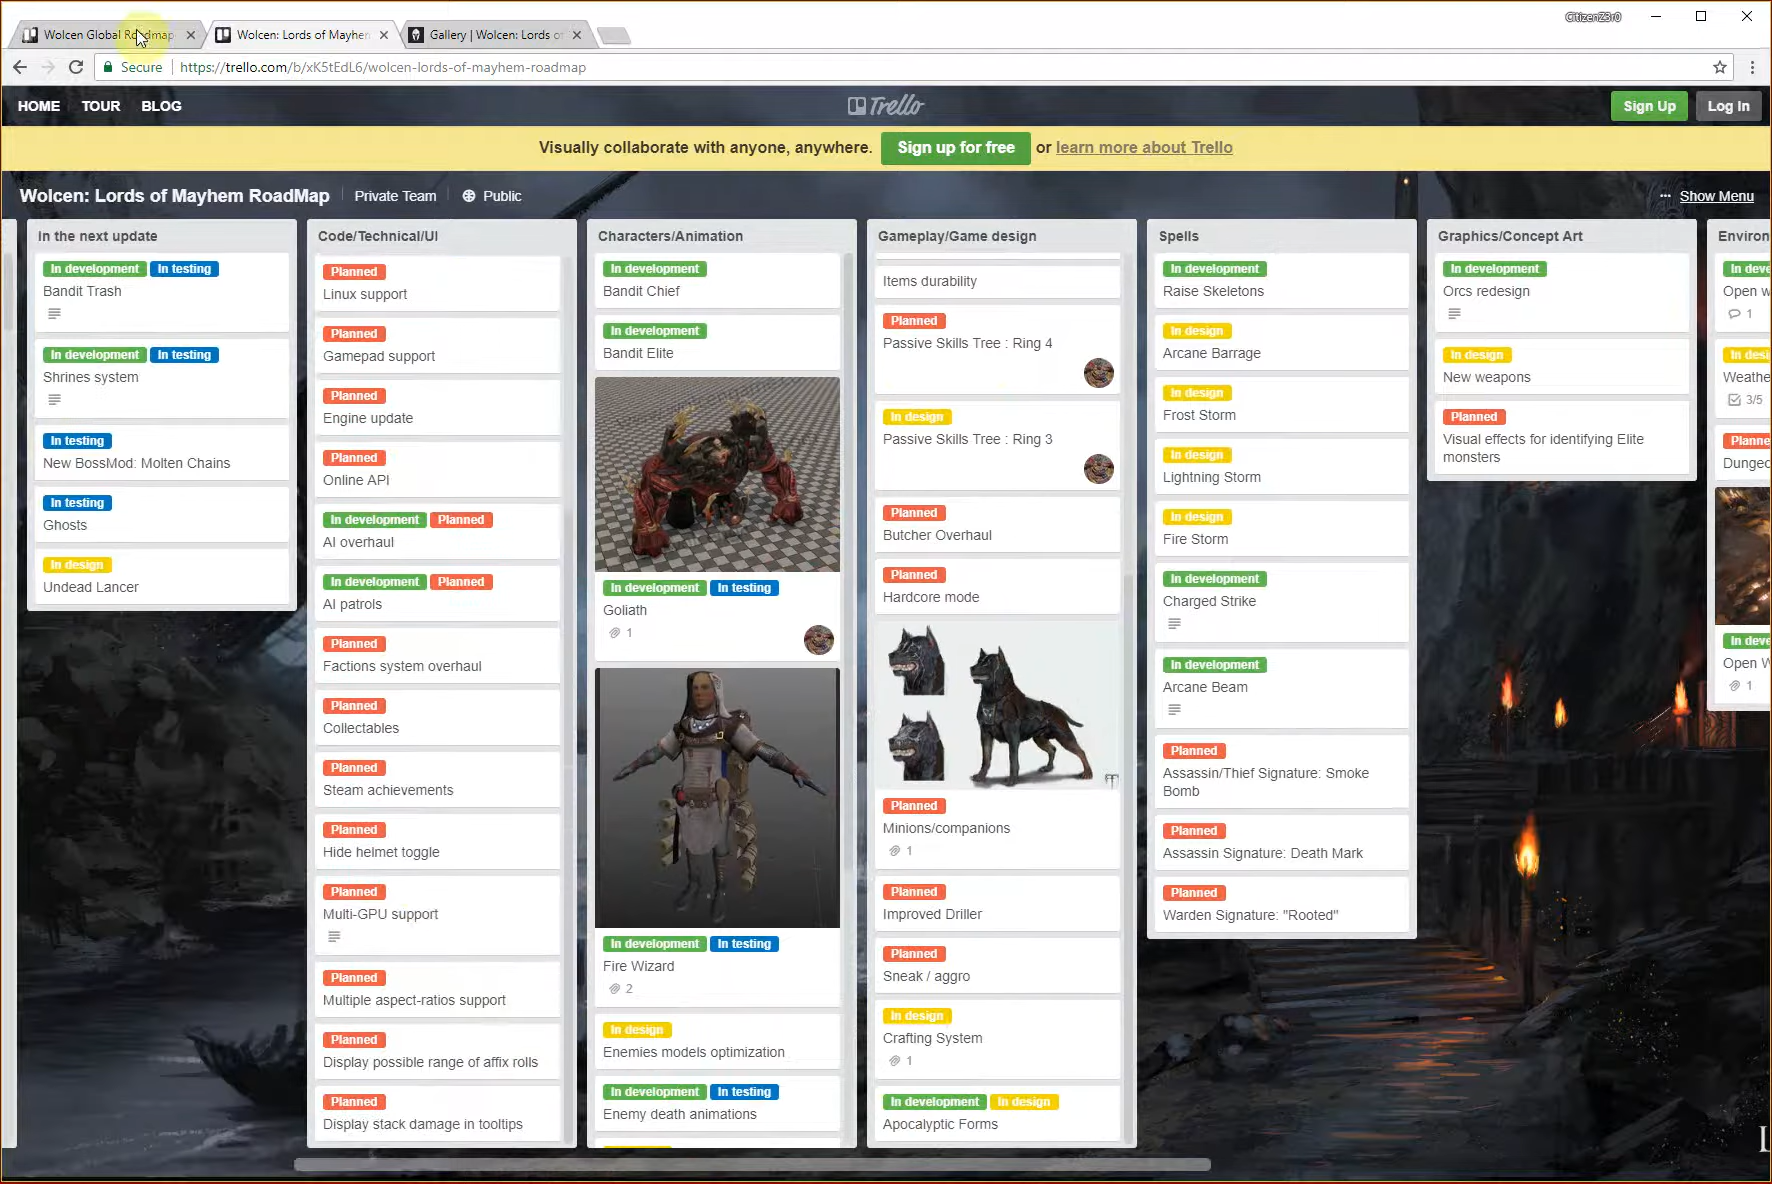 CitizenZ3r0
Wolcen Global Roadmap
Wolcen: Lords of Mayhem
Gallery | Wolcen: Lords of
Secure
https://trello.com/b/xK5tEdL6/wolcen-lords-of-mayhem-roadmap
HOME TOUR BLOG
Trello
Sign Up
Log In
Visually collaborate with anyone, anywhere. Sign up for free or learn more about Trello
Wolcen: Lords of Mayhem RoadMap
Private Team
Public
Show Menu
In the next update
In development In testing
Bandit Trash
In development In testing
Shrines system
In testing
New BossMod: Molten Chains
In testing
Ghosts
In design
Undead Lancer
Code/Technical/UI
Planned
Linux support
Planned
Gamepad support
Planned
Engine update
Planned
Online API
In development Planned
AI overhaul
In development Planned
AI patrols
Planned
Factions system overhaul
Planned
Collectables
Planned
Steam achievements
Planned
Hide helmet toggle
Planned
Multi-GPU support
Planned
Multiple aspect-ratios support
Planned
Display possible range of affix rolls
Planned
Display stack damage in tooltips
Characters/Animation
In development
Bandit Chief
In development
Bandit Elite
In development In testing
Goliath
1
In development In testing
Fire Wizard
2
In design
Enemies models optimization
In development In testing
Enemy death animations
Gameplay/Game design
Items durability
Planned
Passive Skills Tree : Ring 4
In design
Passive Skills Tree : Ring 3
Planned
Butcher Overhaul
Planned
Hardcore mode
Planned
Minions/companions
1
Planned
Improved Driller
Planned
Sneak / aggro
In design
Crafting System
1
In development In design
Apocalyptic Forms
Spells
In development
Raise Skeletons
In design
Arcane Barrage
In design
Frost Storm
In design
Lightning Storm
In design
Fire Storm
In development
Charged Strike
In development
Arcane Beam
Planned
Assassin/Thief Signature: Smoke
Bomb
Planned
Assassin Signature: Death Mark
Planned
Warden Signature: "Rooted"
Graphics/Concept Art
In development
Orcs redesign
In design
New weapons
Planned
Visual effects for identifying Elite
monsters
Environ
In deve
Open w
1
In desi
Weathe
3/5
Planne
Dungeo
In deve
Open W
1